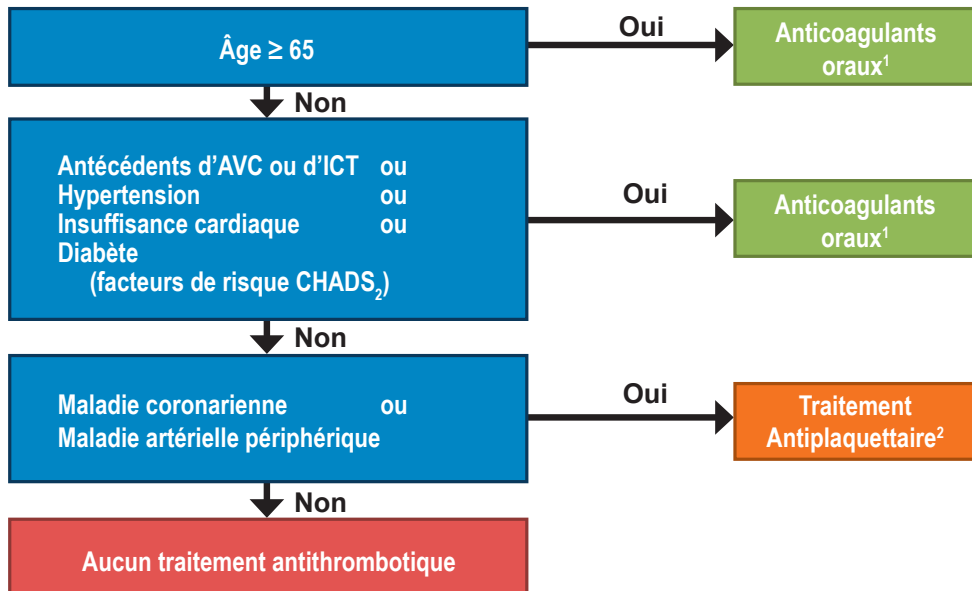 Âge ≥ 65
Oui
Anticoagulants
oraux¹
Non
Antécédents d'AVC ou d'ICT ou
Hypertension ou
Insuffisance cardiaque ou
Diabète
(facteurs de risque CHADS₂)
Oui
Anticoagulants
oraux¹
Non
Maladie coronarienne ou
Maladie artérielle périphérique
Oui
Traitement
Antiplaquettaire²
Non
Aucun traitement antithrombotique